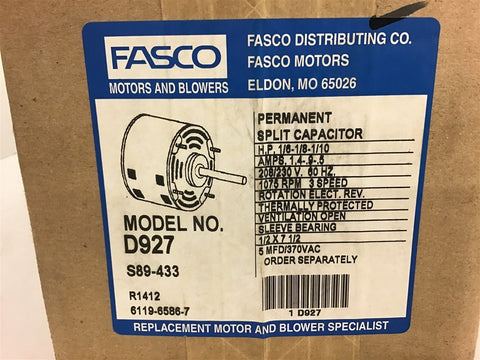 FASCO
MOTORS AND BLOWERS
FASCO DISTRIBUTING CO.
FASCO MOTORS
ELDON, MO 65026
PERMANENT
SPLIT CAPACITOR
H.P. 1/6-1/8-1/10
AMPS. 1.4-.9-.6
208/230 V. 60 HZ.
1075 RPM 3 SPEED
ROTATION ELECT. REV.
THERMALLY PROTECTED
VENTILATION OPEN
SLEEVE BEARING
1/2 X 7 1/2
5 MFD/370VAC
ORDER SEPARATELY
MODEL NO.
D927
S89-433
R1412
6119-6586-7
1 D927
REPLACEMENT MOTOR AND BLOWER SPECIALIST